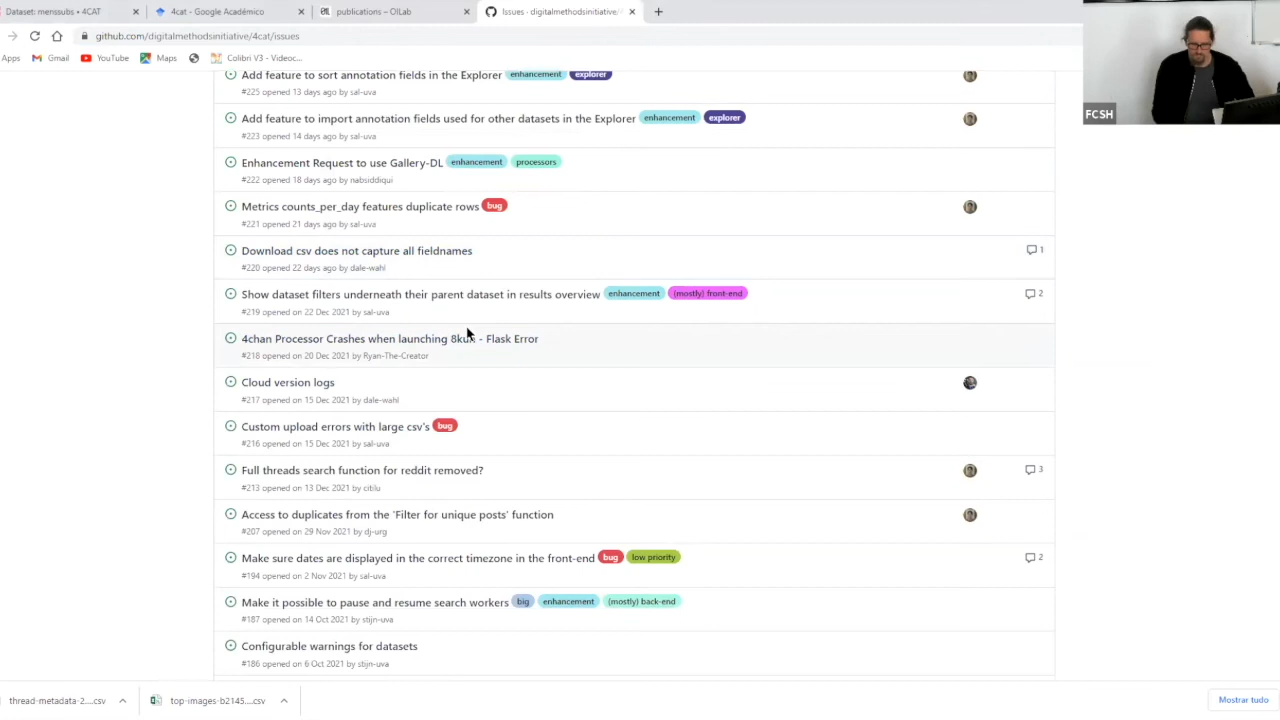 Dataset: menssubs • 4CAT
4cat - Google Académico
publications – OILab
Issues · digitalmethodsinitiative/
github.com/digitalmethodsinitiative/4cat/issues
Apps Gmail YouTube Maps Colibri V3 - Videoc...
FCSH
Add feature to sort annotation fields in the Explorer enhancement explorer
#225 opened 13 days ago by sal-uva
Add feature to import annotation fields used for other datasets in the Explorer enhancement explorer
#223 opened 14 days ago by sal-uva
Enhancement Request to use Gallery-DL enhancement processors
#222 opened 18 days ago by nabsiddiqui
Metrics counts_per_day features duplicate rows bug
#221 opened 21 days ago by sal-uva
Download csv does not capture all fieldnames 1
#220 opened 22 days ago by dale-wahl
Show dataset filters underneath their parent dataset in results overview enhancement (mostly) front-end 2
#219 opened on 22 Dec 2021 by sal-uva
4chan Processor Crashes when launching 8kun - Flask Error
#218 opened on 20 Dec 2021 by Ryan-The-Creator
Cloud version logs
#217 opened on 15 Dec 2021 by dale-wahl
Custom upload errors with large csv's bug
#216 opened on 15 Dec 2021 by sal-uva
Full threads search function for reddit removed? 3
#213 opened on 13 Dec 2021 by citilu
Access to duplicates from the 'Filter for unique posts' function
#207 opened on 29 Nov 2021 by dj-urg
Make sure dates are displayed in the correct timezone in the front-end bug low priority 2
#194 opened on 2 Nov 2021 by sal-uva
Make it possible to pause and resume search workers big enhancement (mostly) back-end
#187 opened on 14 Oct 2021 by stijn-uva
Configurable warnings for datasets
#186 opened on 6 Oct 2021 by stijn-uva
thread-metadata-2....csv
top-images-b2145....csv
Mostrar tudo